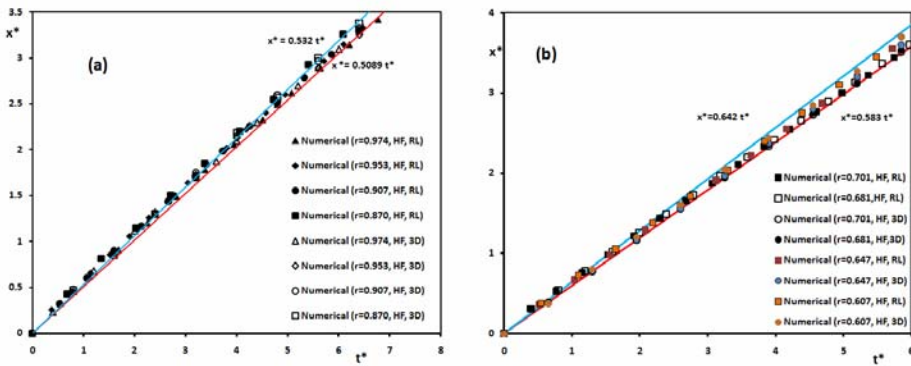 3.5
x*
3
2.5
2
1.5
1
0.5
0
(a)
x* = 0.532 t*
x* = 0.5089 t*
Numerical (r=0.974, HF, RL)
Numerical (r=0.953, HF, RL)
Numerical (r=0.907, HF, RL)
Numerical (r=0.870, HF, RL)
Numerical (r=0.974, HF, 3D)
Numerical (r=0.953, HF, 3D)
Numerical (r=0.907, HF, 3D)
Numerical (r=0.870, HF, 3D)
0 1 2 3 4 5 6 7 8
t*
4
x*
3
2
1
0
(b)
x*=0.642 t*
x*=0.583 t*
Numerical (r=0.701, HF, RL)
Numerical (r=0.681,HF, RL)
Numerical (r=0.701, HF, 3D)
Numerical (r=0.681, HF,3D)
Numerical (r=0.647, HF, RL)
Numerical (r=0.647, HF, 3D)
Numerical (r=0.607, HF, RL)
Numerical (r=0.607, HF, 3D)
0 1 2 3 4 5 6
t*